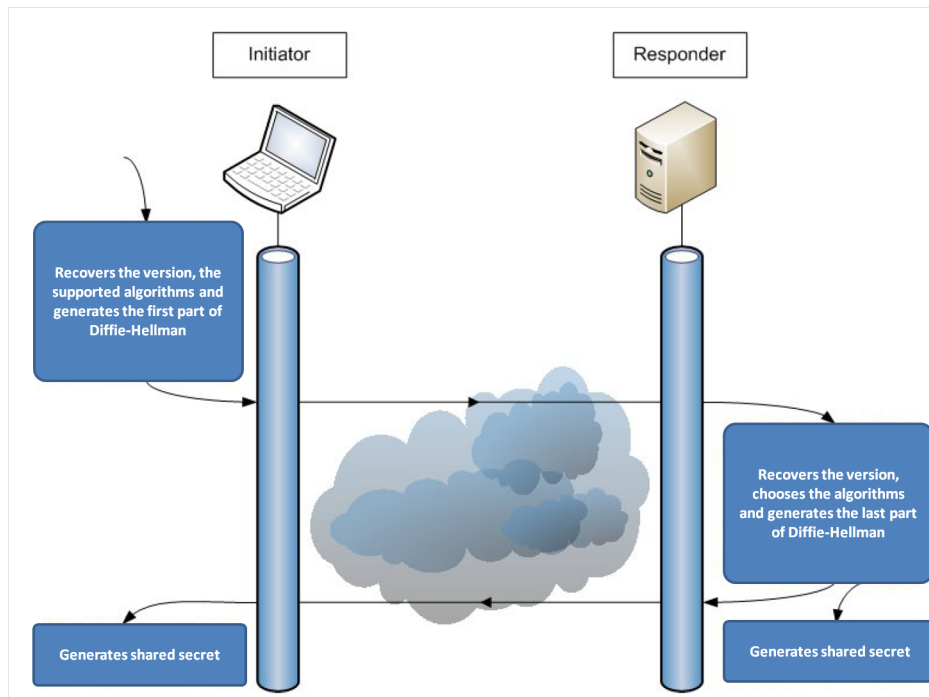 Initiator
Responder
Recovers the version, the
supported algorithms and
generates the first part of
Diffie-Hellman
Recovers the version,
chooses the algorithms
and generates the last part
of Diffie-Hellman
Generates shared secret
Generates shared secret